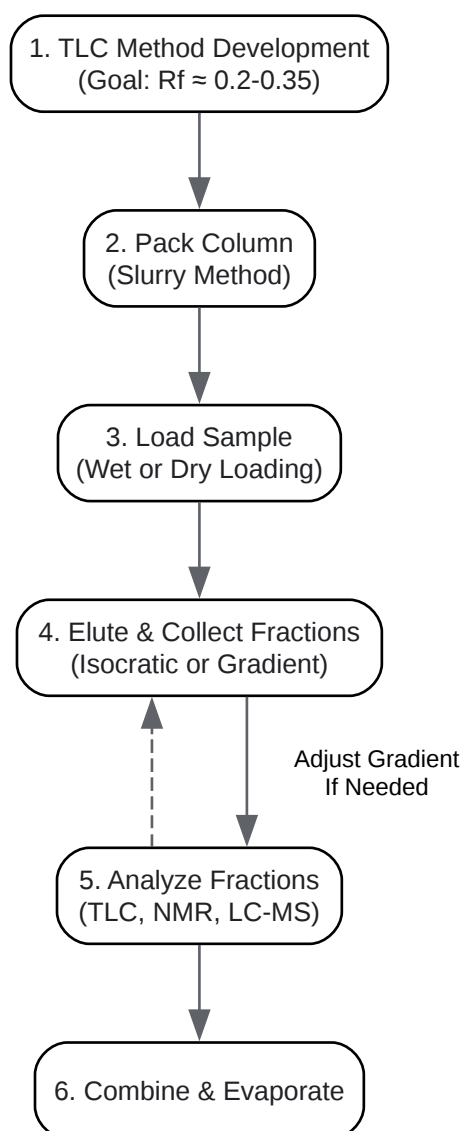 1. TLC Method Development
(Goal: Rf ≈ 0.2-0.35)
2. Pack Column
(Slurry Method)
3. Load Sample
(Wet or Dry Loading)
4. Elute & Collect Fractions
(Isocratic or Gradient)
Adjust Gradient
If Needed
5. Analyze Fractions
(TLC, NMR, LC-MS)
6. Combine & Evaporate